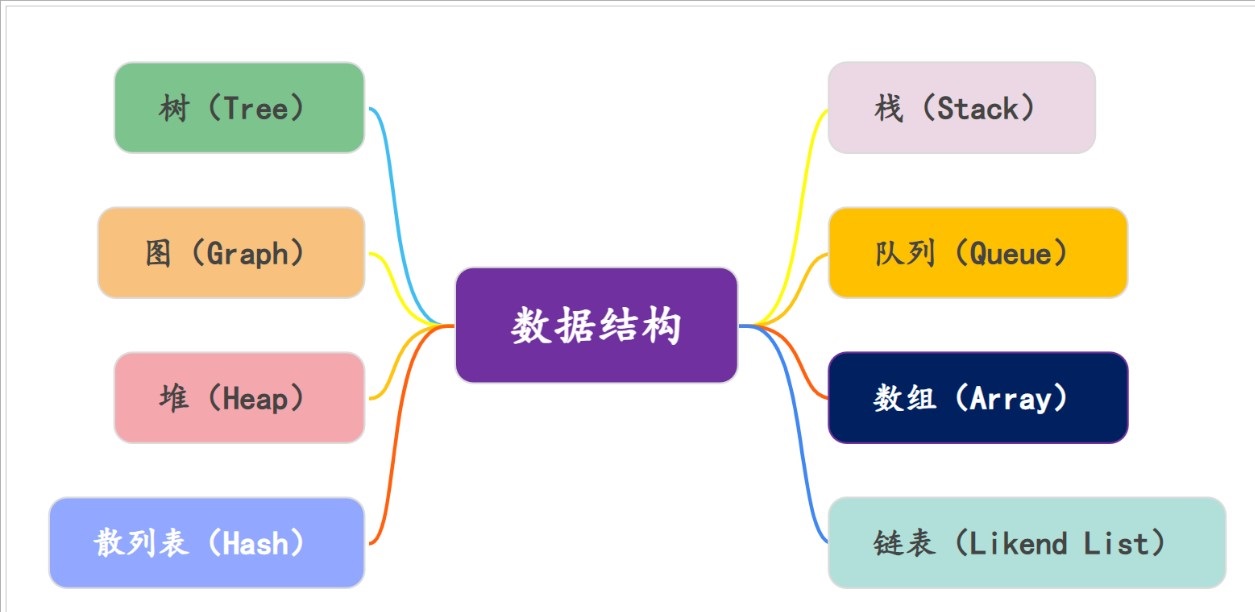 树（Tree）
图（Graph）
堆（Heap）
散列表（Hash）
数据结构
栈（Stack）
队列（Queue）
数组（Array）
链表（Likend List）